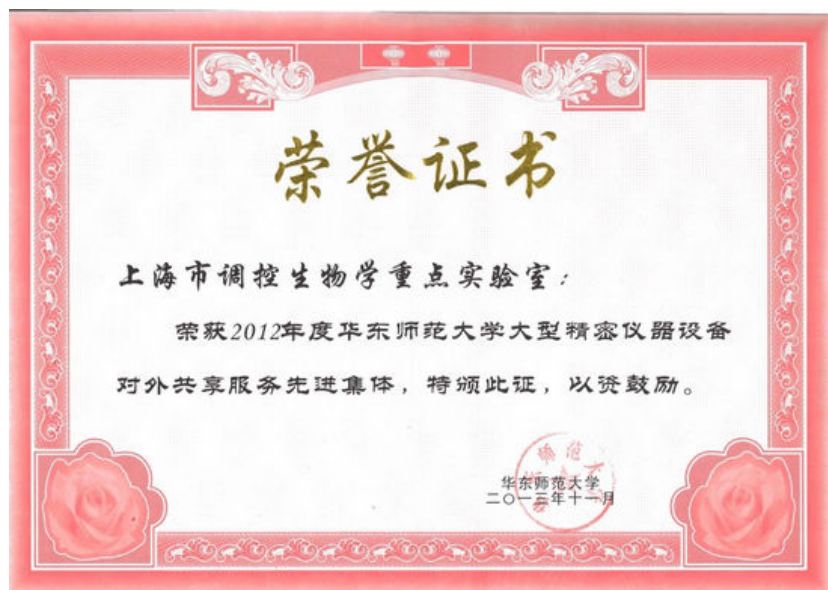 荣誉证书
上海市调控生物学重点实验室：
荣获2012年度华东师范大学大型精密仪器设备
对外共享服务先进集体，特颁此证，以资鼓励。
华东师范大学
二〇一三年十一月